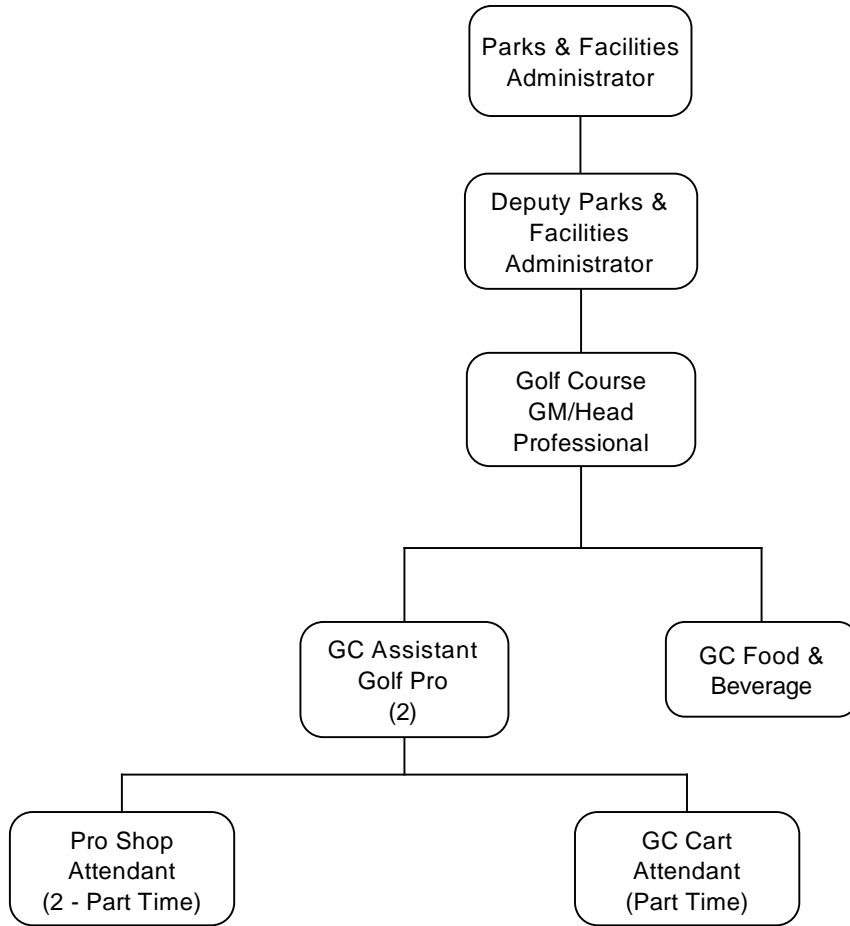 Parks & Facilities
Administrator
Deputy Parks &
Facilities
Administrator
Golf Course
GM/Head
Professional
GC Assistant
Golf Pro
(2)
GC Food &
Beverage
Pro Shop
Attendant
(2 - Part Time)
GC Cart
Attendant
(Part Time)